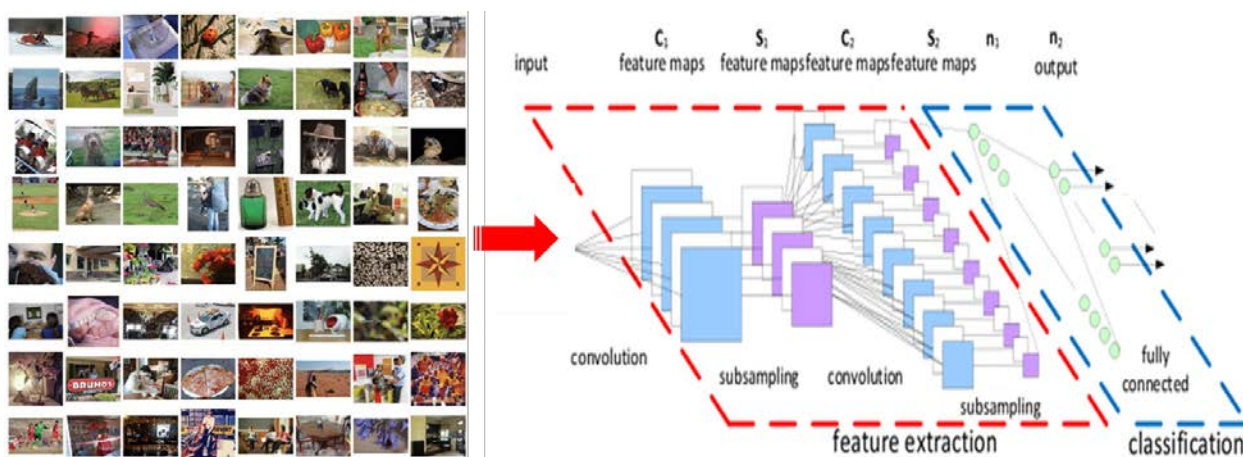 C₁
S₁
C₂
S₂
n₁
n₂
input
feature maps
feature maps
feature maps
feature maps
output
convolution
subsampling
convolution
subsampling
fully
connected
feature extraction
classification
BRUNOS